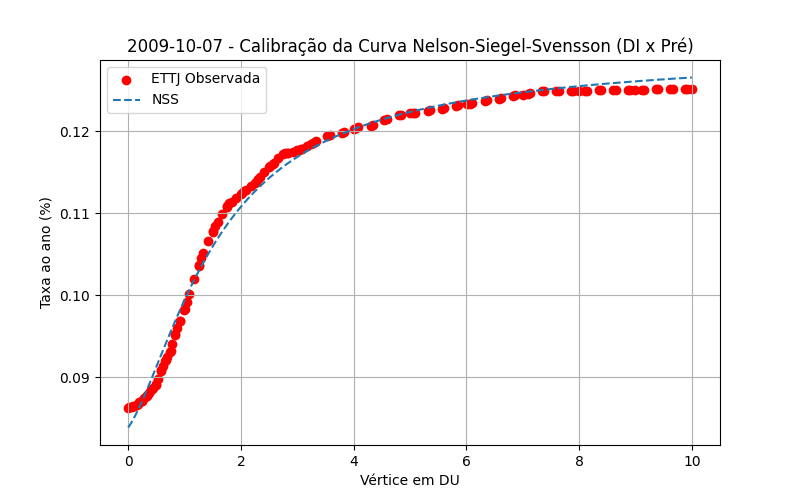 2009-10-07 - Calibração da Curva Nelson-Siegel-Svensson (DI x Pré)
ETTJ Observada
NSS
Taxa ao ano (%)
0.12
0.11
0.10
0.09
0 2 4 6 8 10
Vértice em DU